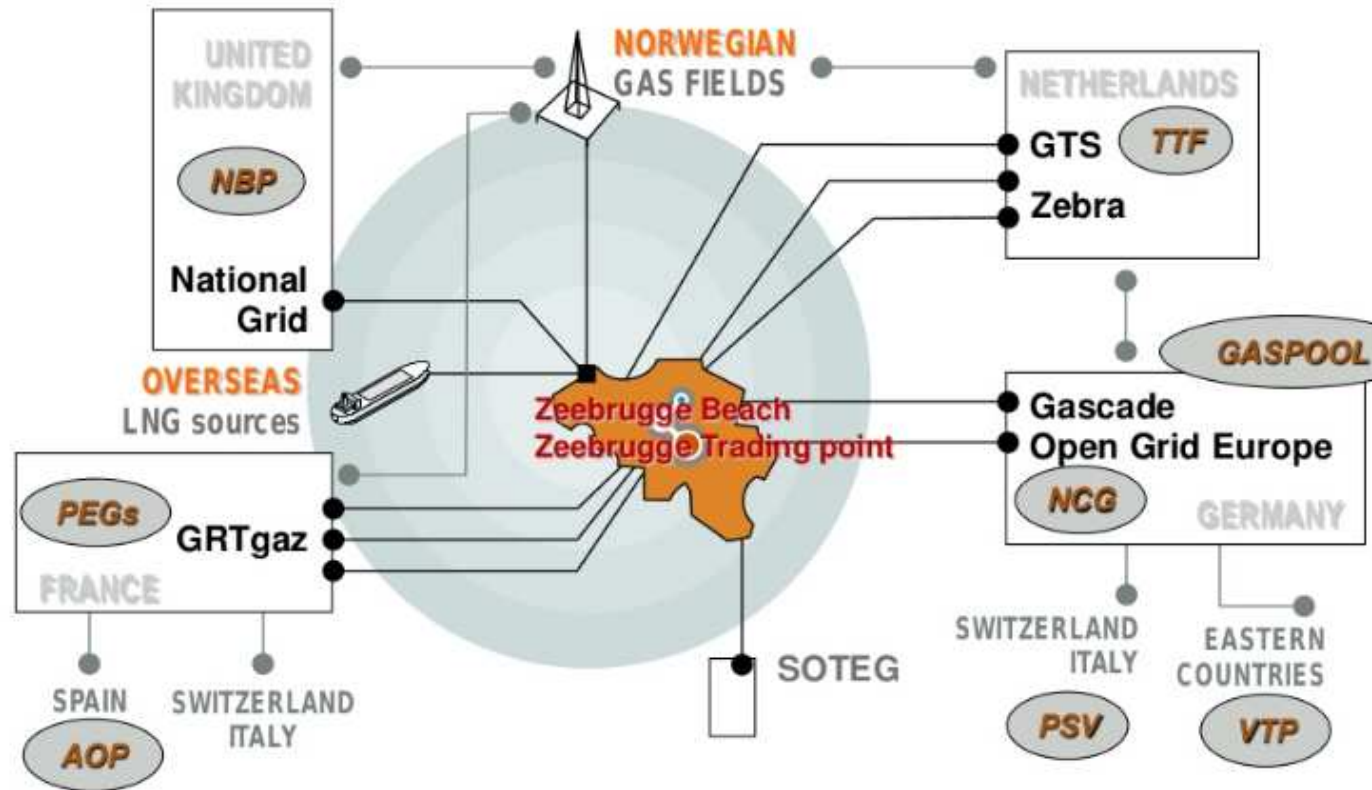 UNITED
KINGDOM
NBP
National
Grid
NORWEGIAN
GAS FIELDS
NETHERLANDS
GTS
TTF
Zebra
OVERSEAS
LNG sources
Zeebrugge Beach
Zeebrugge Trading point
GASPOOL
Gascade
Open Grid Europe
NCG
GERMANY
PEGs
GRTgaz
FRANCE
SPAIN
AOP
SWITZERLAND
ITALY
SOTEG
SWITZERLAND
ITALY
PSV
EASTERN
COUNTRIES
VTP